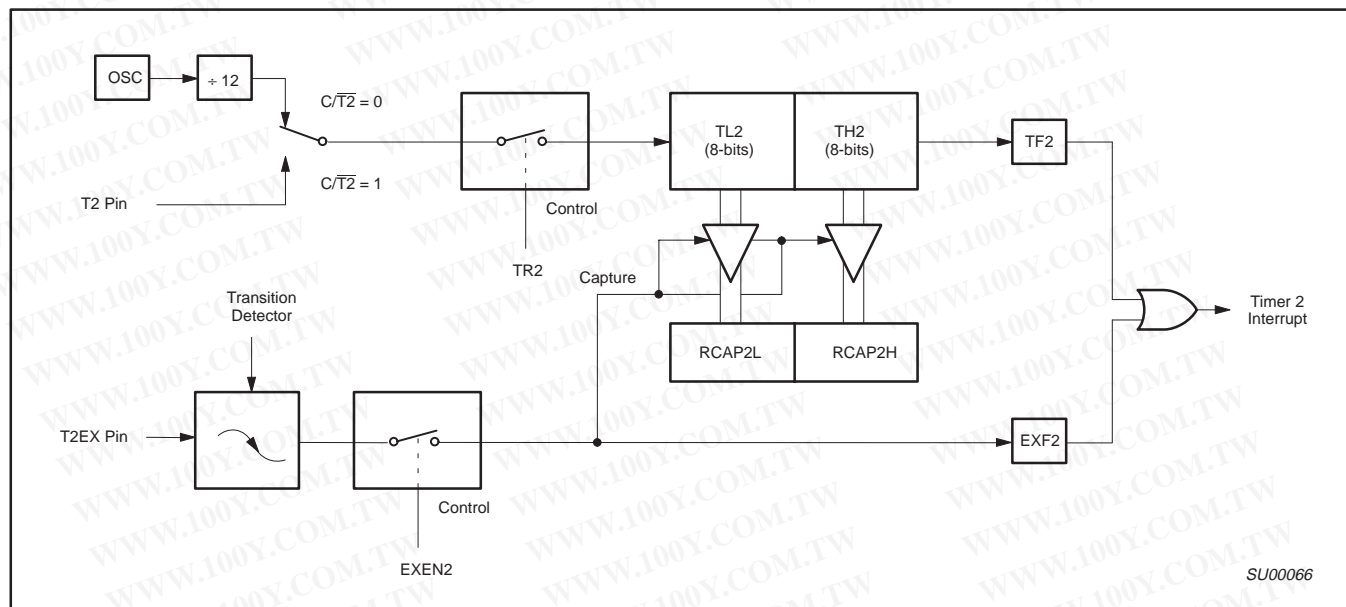 OSC
÷ 12
C/T2 = 0
C/T2 = 1
T2 Pin
Control
TR2
TL2
(8-bits)
TH2
(8-bits)
TF2
Capture
RCAP2L
RCAP2H
Timer 2
Interrupt
Transition
Detector
T2EX Pin
Control
EXEN2
EXF2
SU00066
WWW.100Y.COM.TW